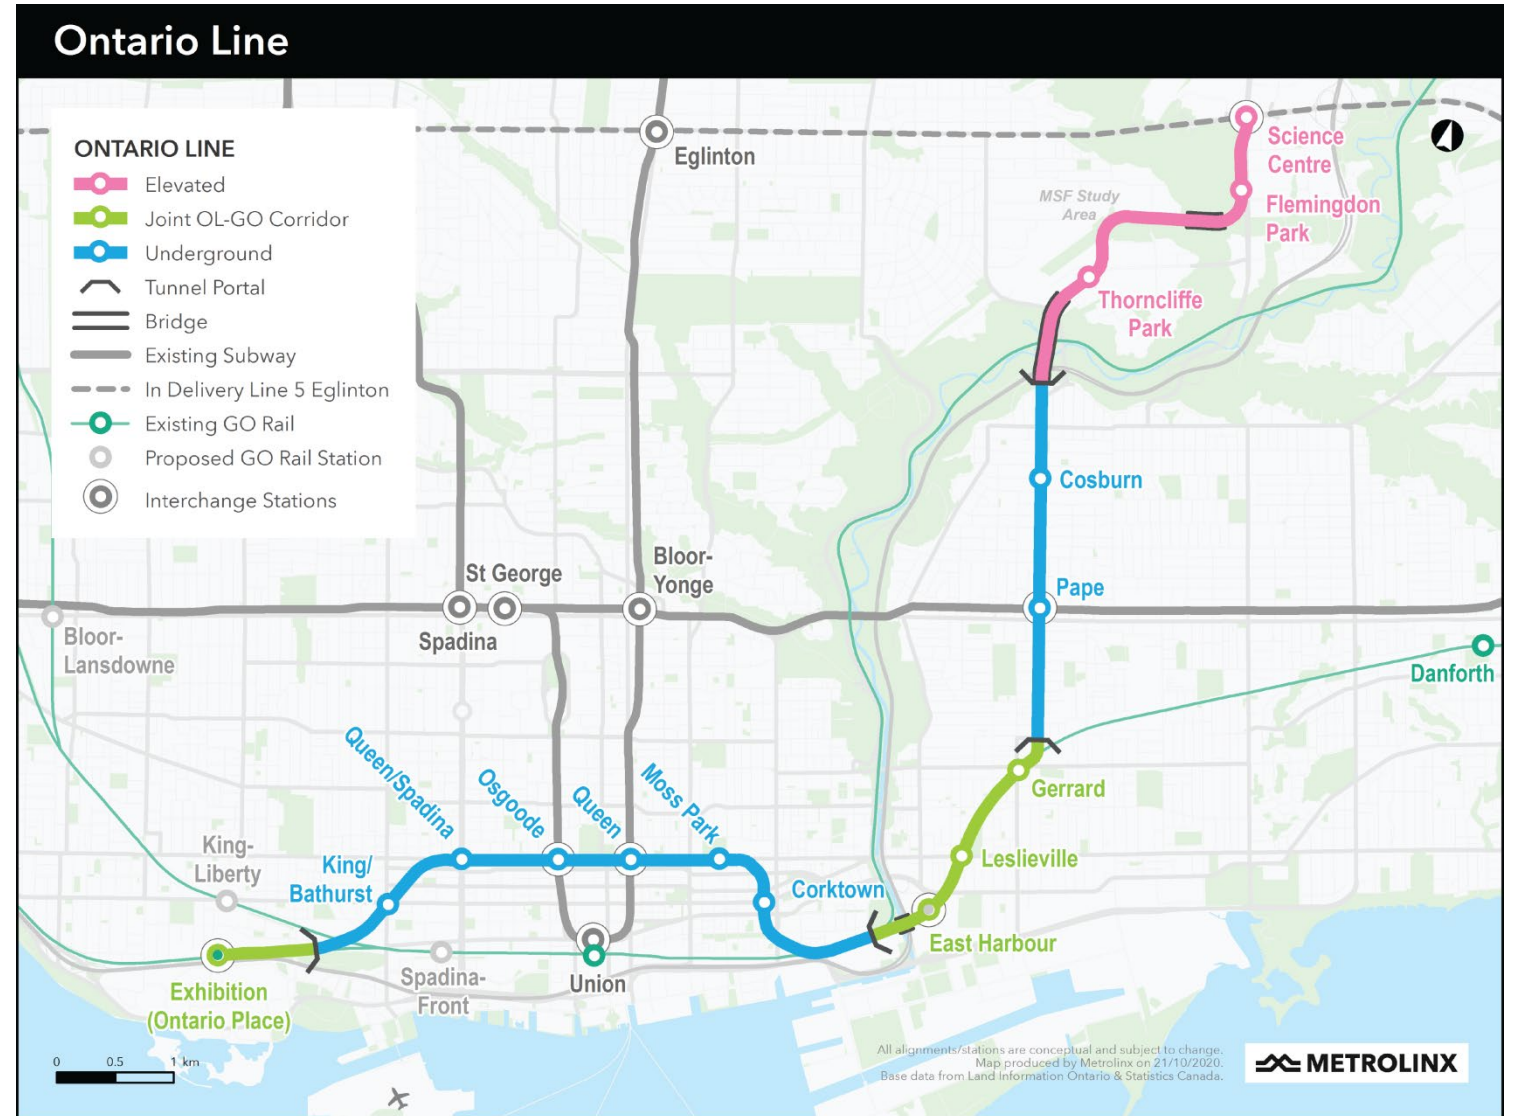 Ontario Line
ONTARIO LINE
Elevated
Joint OL-GO Corridor
Underground
Tunnel Portal
Bridge
Existing Subway
In Delivery Line 5 Eglinton
Existing GO Rail
Proposed GO Rail Station
Interchange Stations
Eglinton
Science
Centre
MSF Study
Area
Flemingdon
Park
Thorncliffe
Park
Cosburn
St George
Bloor-
Yonge
Pape
Spadina
Bloor-
Lansdowne
Danforth
Queen/Spadina
Osgoode
Queen
Moss Park
Gerrard
King-
Liberty
King/
Bathurst
Leslieville
Corktown
East Harbour
Spadina-
Front
Union
Exhibition
(Ontario Place)
0 0.5 1 km
All alignments/stations are conceptual and subject to change.
Map produced by Metrolinx on 21/10/2020.
Base data from Land Information Ontario & Statistics Canada.
METROLINX